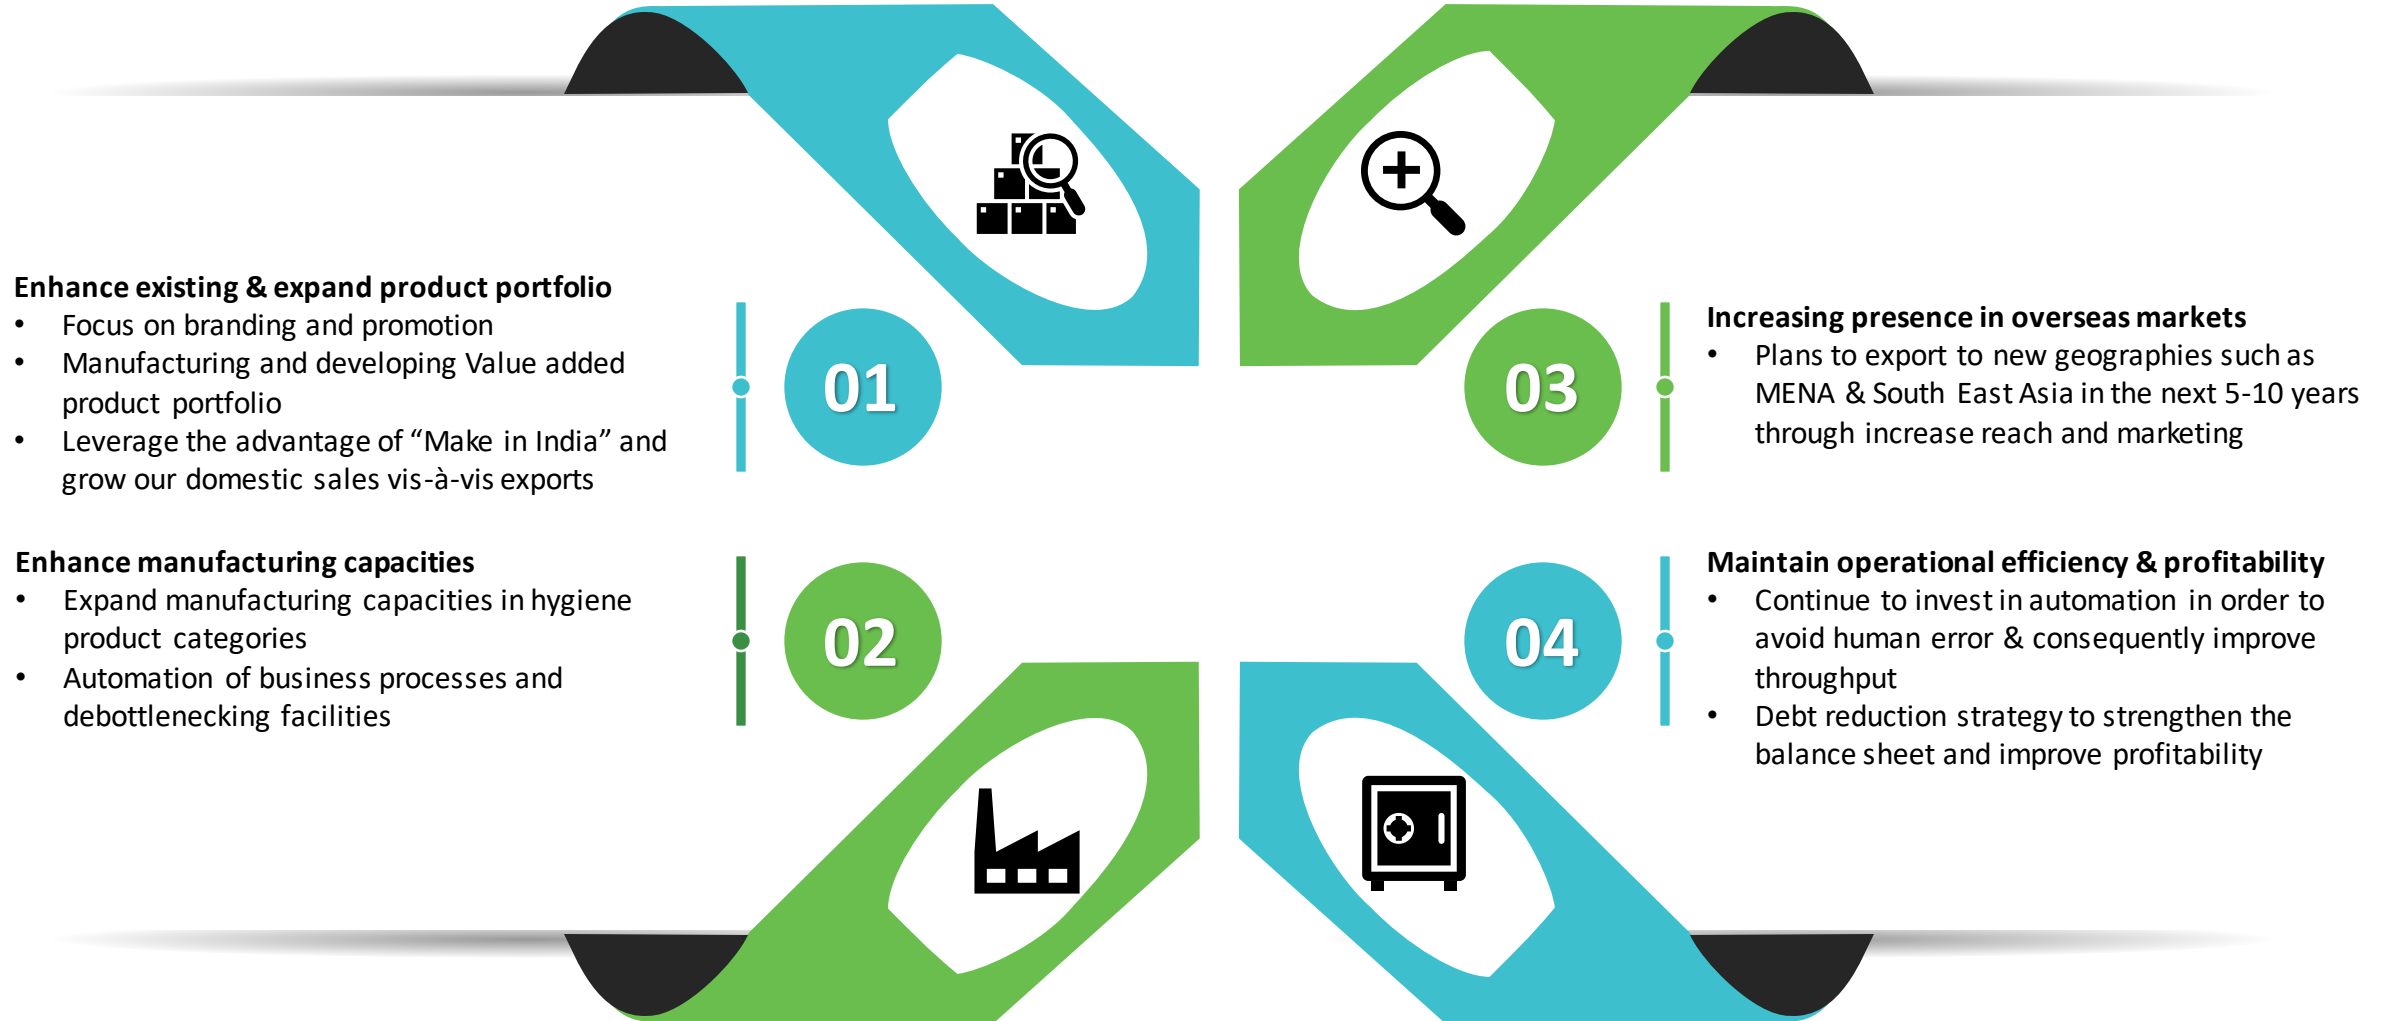 Enhance existing & expand product portfolio
• Focus on branding and promotion
• Manufacturing and developing Value added
product portfolio
• Leverage the advantage of “Make in India” and
grow our domestic sales vis-à-vis exports
01
Enhance manufacturing capacities
• Expand manufacturing capacities in hygiene
product categories
• Automation of business processes and
debottlenecking facilities
02
03
Increasing presence in overseas markets
• Plans to export to new geographies such as
MENA & South East Asia in the next 5-10 years
through increase reach and marketing
04
Maintain operational efficiency & profitability
• Continue to invest in automation in order to
avoid human error & consequently improve
throughput
• Debt reduction strategy to strengthen the
balance sheet and improve profitability